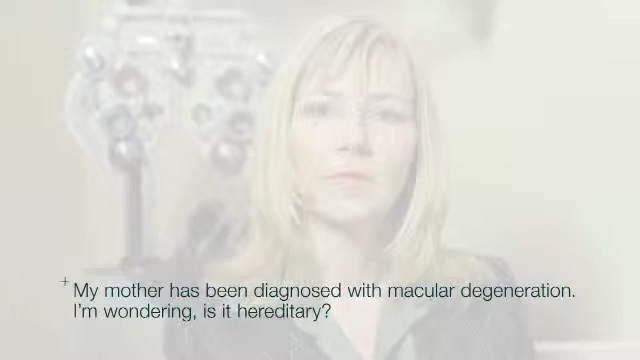 + My mother has been diagnosed with macular degeneration.
I'm wondering, is it hereditary?